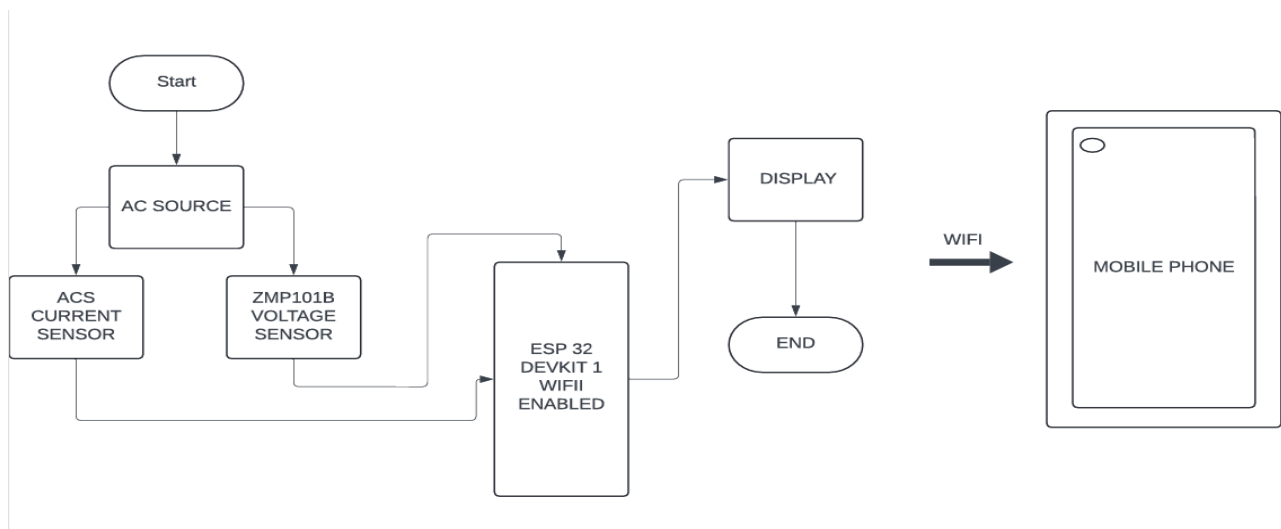 Start
AC SOURCE
ACS
CURRENT
SENSOR
ZMP101B
VOLTAGE
SENSOR
ESP 32
DEVKIT 1
WIFII
ENABLED
DISPLAY
END
WIFI
MOBILE PHONE